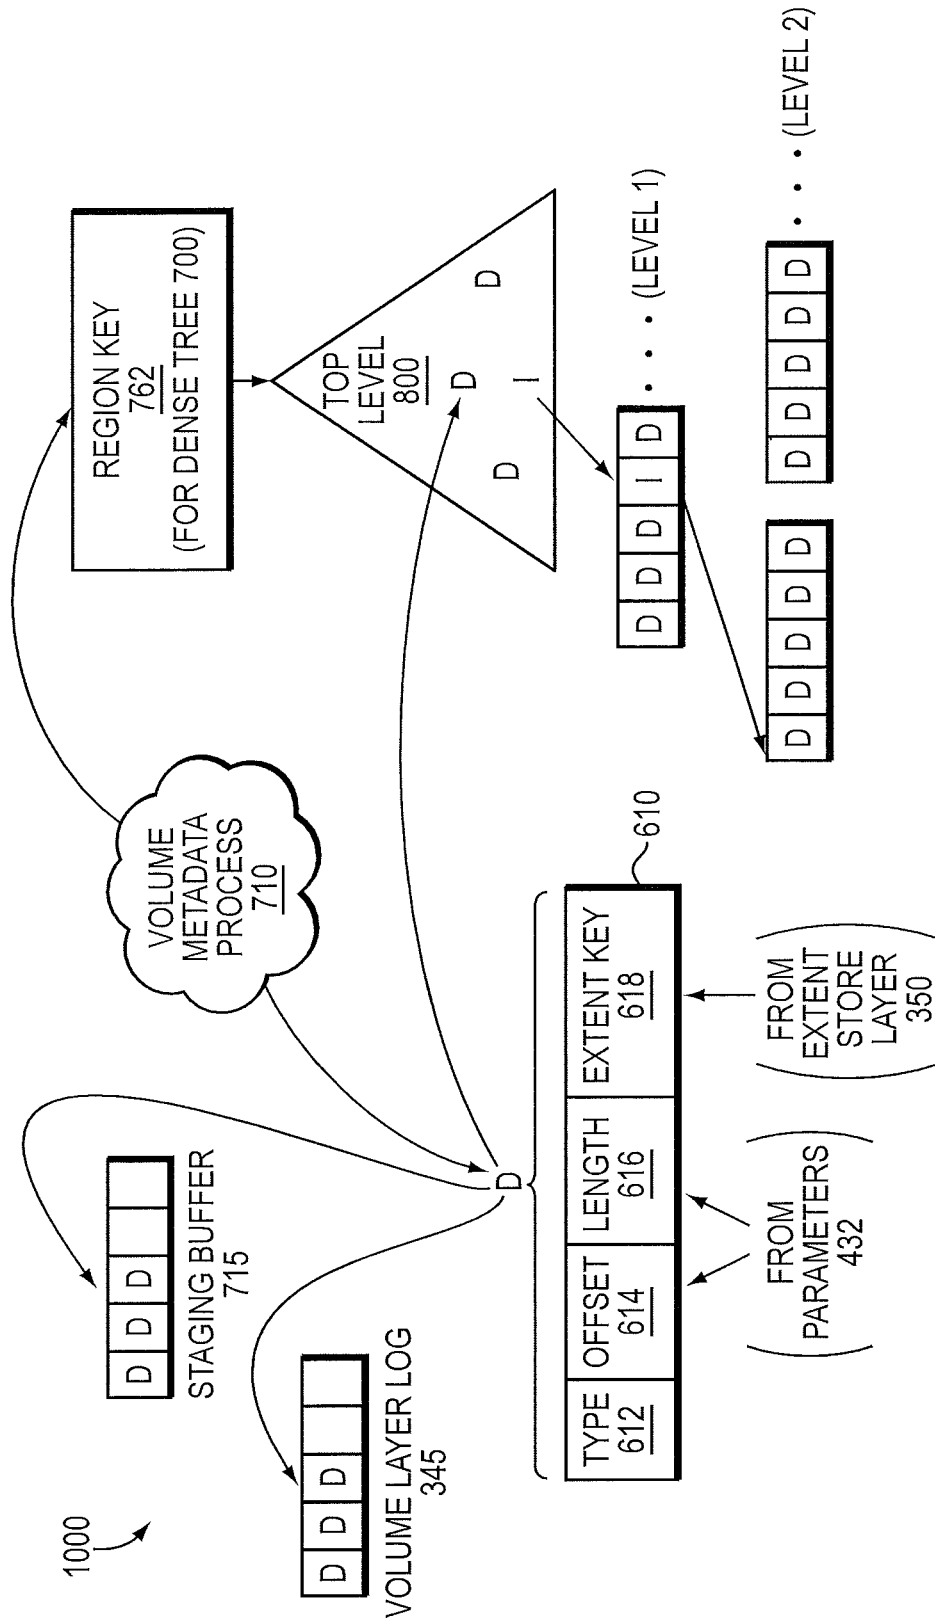 1000
D D D
VOLUME LAYER LOG
345
D D D
STAGING BUFFER
715
VOLUME
METADATA
PROCESS
710
REGION KEY
762
(FOR DENSE TREE 700)
TOP
LEVEL
800
D D D
I
D D D I D
• • • (LEVEL 1)
D D D D D
D D D D D
• • • (LEVEL 2)
D
TYPE
612
OFFSET
614
LENGTH
616
EXTENT KEY
618
610
FROM
PARAMETERS
432
FROM
EXTENT
STORE
LAYER
350